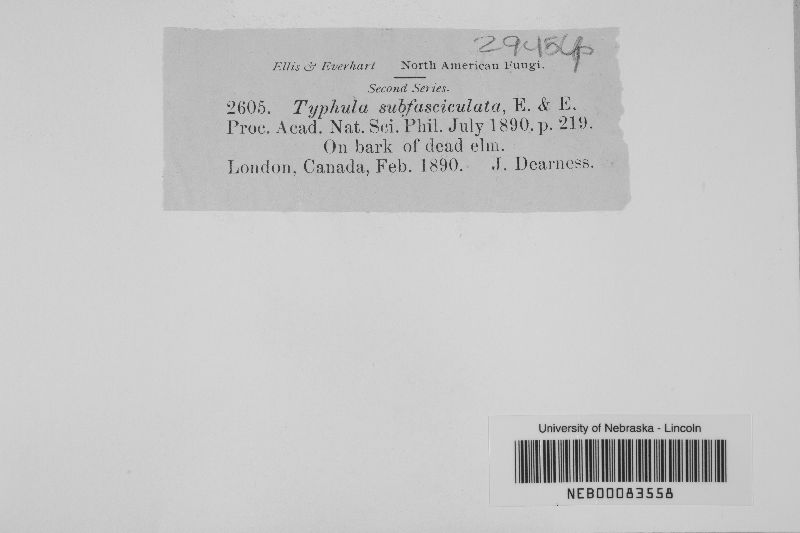 29454p
Ellis & Everhart North American Fungi.
Second Series.
2605. Typhula subfasciculata, E. & E.
Proc. Acad. Nat. Sci. Phil. July 1890, p. 219.
On bark of dead elm.
London, Canada, Feb. 1890. J. Dearness.
University of Nebraska - Lincoln
NEB00083558